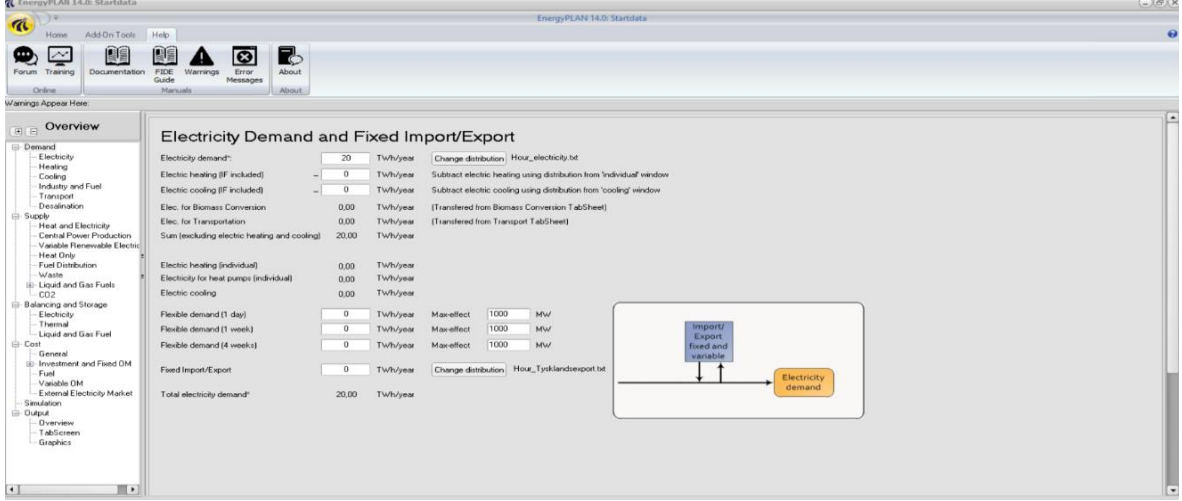 EnergyPLAN 14.0: Startdata
EnergyPLAN 14.0: Startdata
Home Add-On Tools Help
Forum Training Documentation FIDE Guide Warnings Error Messages About
Online Manuals About
Warnings Appear Here:
Overview
Demand
Electricity
Heating
Cooling
Industry and Fuel
Transport
Desalination
Supply
Heat and Electricity
Central Power Production
Variable Renewable Electric
Heat Only
Fuel Distribution
Waste
Liquid and Gas Fuels
CO2
Balancing and Storage
Electricity
Thermal
Liquid and Gas Fuel
Cost
General
Investment and Fixed OM
Fuel
Variable OM
External Electricity Market
Simulation
Output
Overview
TabScreen
Graphics
Electricity Demand and Fixed Import/Export
Electricity demand*: 20 TWh/year Change distribution Hour_electricity.txt
Electric heating (IF included) - 0 TWh/year Subtract electric heating using distribution from 'individual' window
Electric cooling (IF included) - 0 TWh/year Subtract electric cooling using distribution from 'cooling' window
Elec. for Biomass Conversion 0,00 TWh/year (Transfered from Biomass Conversion TabSheet)
Elec. for Transportation 0,00 TWh/year (Transfered from Transport TabSheet)
Sum (excluding electric heating and cooling) 20,00 TWh/year
Electric heating (individual) 0,00 TWh/year
Electricity for heat pumps (individual) 0,00 TWh/year
Electric cooling 0,00 TWh/year
Flexible demand (1 day) 0 TWh/year Max-effect 1000 MW
Flexible demand (1 week) 0 TWh/year Max-effect 1000 MW
Flexible demand (4 weeks) 0 TWh/year Max-effect 1000 MW
Fixed Import/Export 0 TWh/year Change distribution Hour_Tysklandsexport.txt
Total electricity demand* 20,00 TWh/year
Import/
Export
fixed and
variable
Electricity
demand